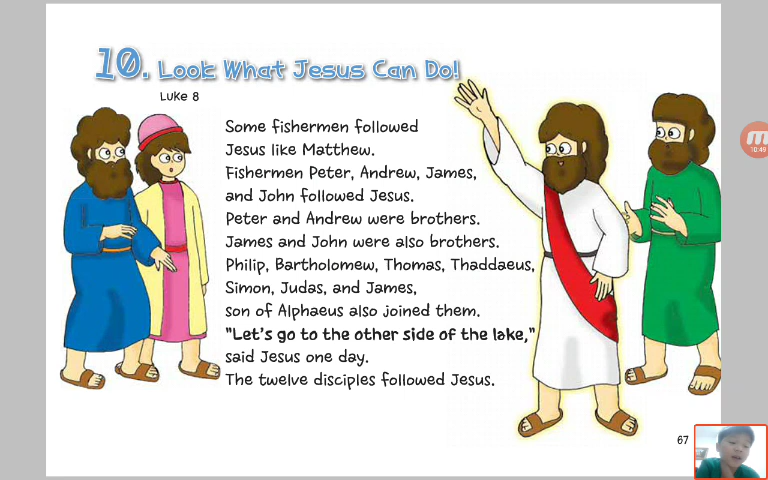 10. Look What Jesus Can Do!
Luke 8
Some fishermen followed
Jesus like Matthew.
Fishermen Peter, Andrew, James,
and John followed Jesus.
Peter and Andrew were brothers.
James and John were also brothers.
Philip, Bartholomew, Thomas, Thaddaeus,
Simon, Judas, and James,
son of Alphaeus also joined them.
"Let's go to the other side of the lake,"
said Jesus one day.
The twelve disciples followed Jesus.
67
10:49